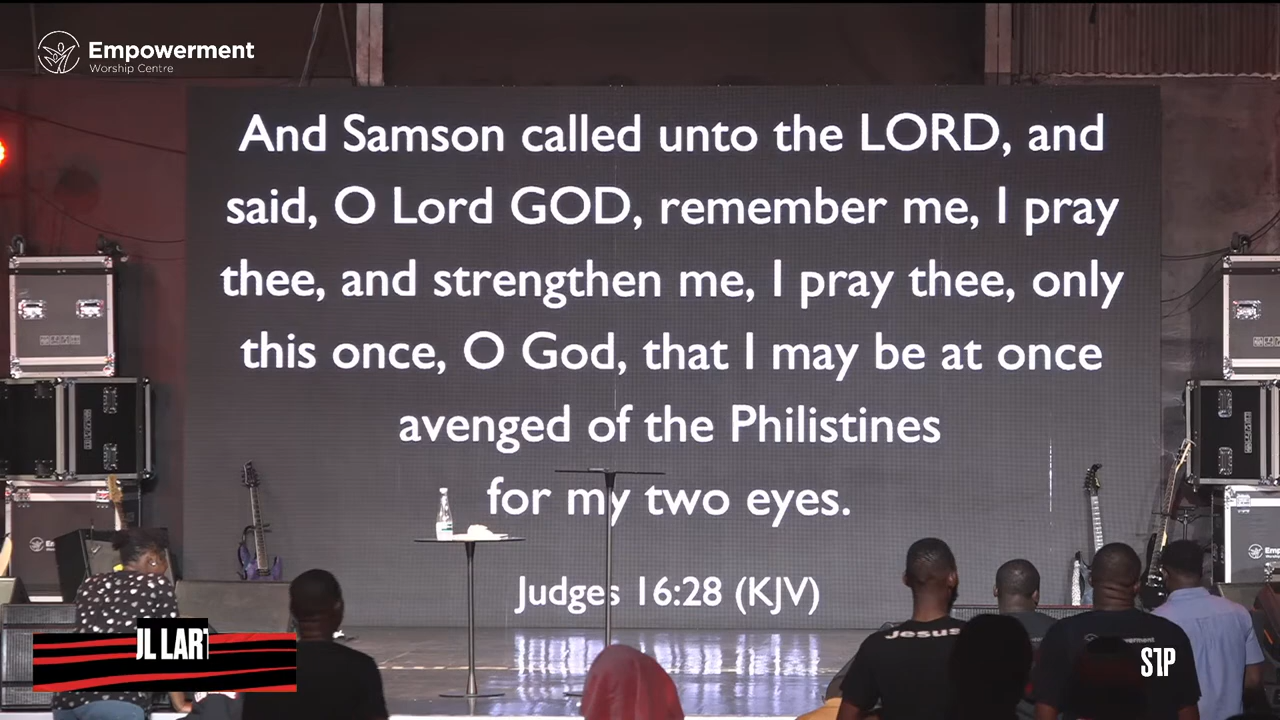 Empowerment
Worship Centre
And Samson called unto the LORD, and
said, O Lord GOD, remember me, I pray
thee, and strengthen me, I pray thee, only
this once, O God, that I may be at once
avenged of the Philistines
for my two eyes.
Judges 16:28 (KJV)
Jesus